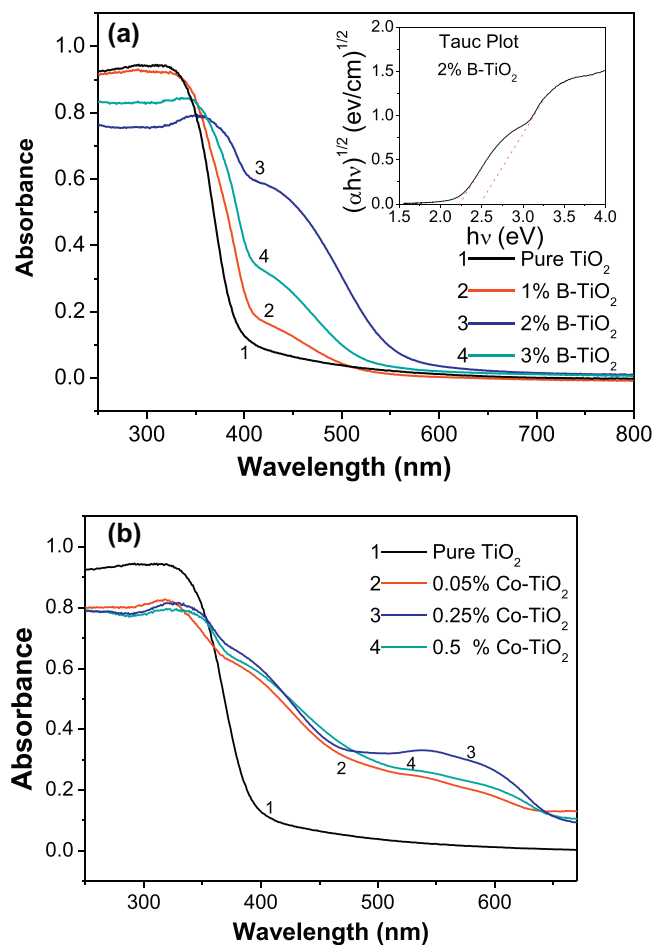 (a)
Absorbance
1.0
0.8
0.6
0.4
0.2
0.0
300 400 500 600 700 800
Wavelength (nm)
3
4
2
1
Tauc Plot
2% B-TiO₂
(αhν)^1/2 (ev/cm)^1/2
2.0
1.5
1.0
0.5
0.0
1.5 2.0 2.5 3.0 3.5 4.0
hν (eV)
1 Pure TiO₂
2 1% B-TiO₂
3 2% B-TiO₂
4 3% B-TiO₂
(b)
Absorbance
1.0
0.8
0.6
0.4
0.2
0.0
300 400 500 600
Wavelength (nm)
1 Pure TiO₂
2 0.05% Co-TiO₂
3 0.25% Co-TiO₂
4 0.5 % Co-TiO₂
3
2
4
1